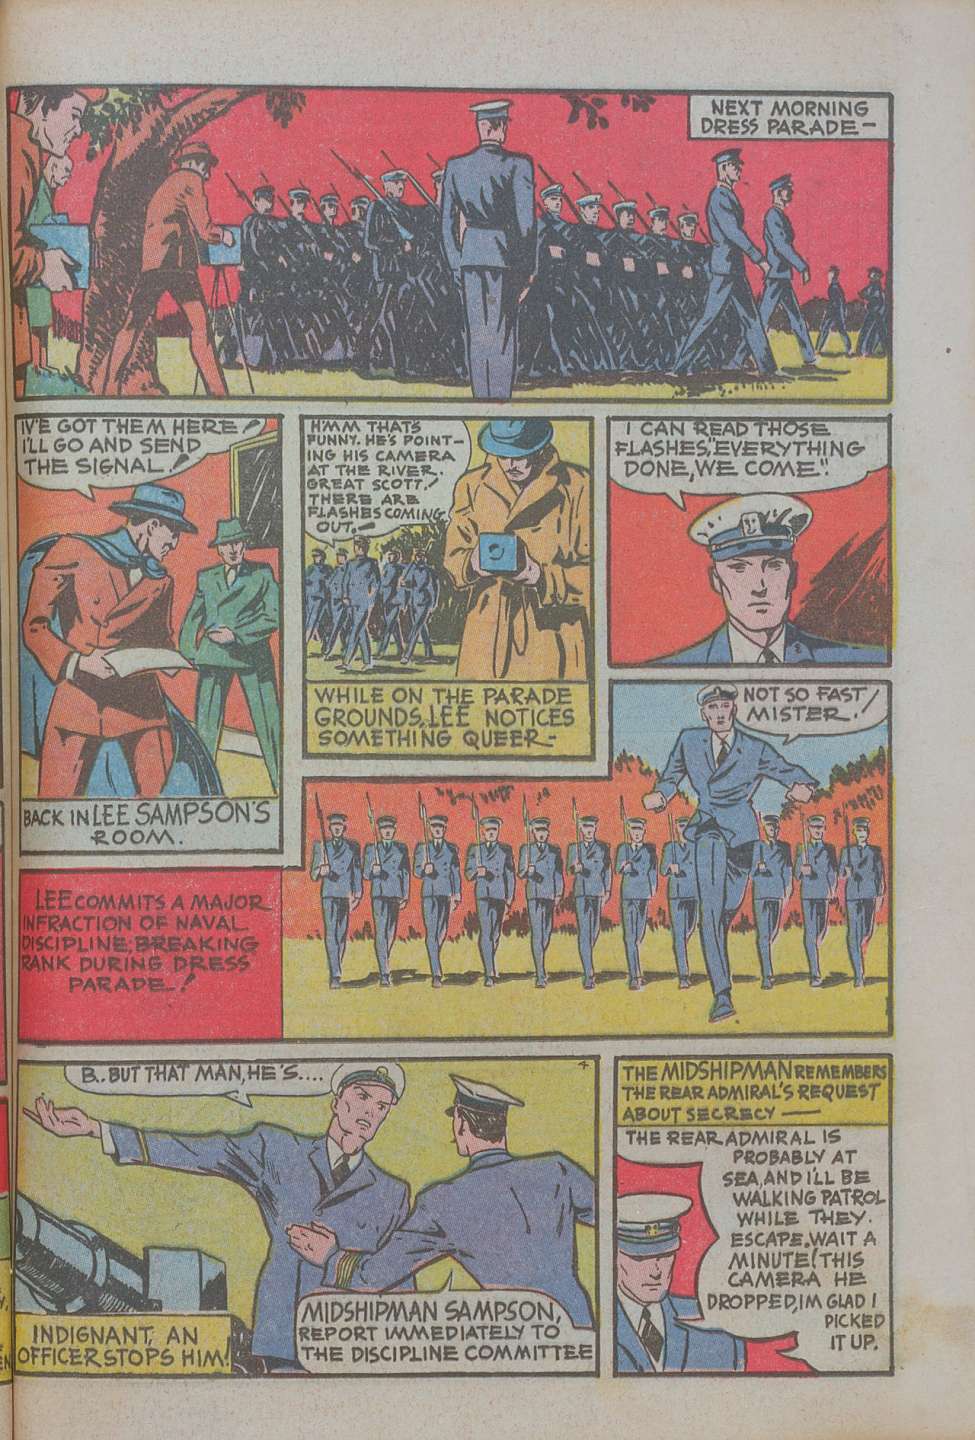 NEXT MORNING
DRESS PARADE—
IV'E GOT THEM HERE!
I'LL GO AND SEND
THE SIGNAL!
BACK IN LEE SAMPSON'S
ROOM.
H'MM THAT'S
FUNNY. HE'S POINT-
ING HIS CAMERA
AT THE RIVER.
GREAT SCOTT!
THERE ARE
FLASHES COMING
OUT.—
WHILE ON THE PARADE
GROUNDS, LEE NOTICES
SOMETHING QUEER—
I CAN READ THOSE
FLASHES, "EVERYTHING
DONE, WE COME".
NOT SO FAST!
MISTER.!
LEE COMMITS A MAJOR
INFRACTION OF NAVAL
DISCIPLINE; BREAKING
RANK DURING DRESS
PARADE—!
B.. BUT THAT MAN, HE'S....
4
INDIGNANT, AN
OFFICER STOPS HIM!
MIDSHIPMAN SAMPSON,
REPORT IMMEDIATELY TO
THE DISCIPLINE COMMITTEE
THE MIDSHIPMAN REMEMBERS
THE REAR ADMIRAL'S REQUEST
ABOUT SECRECY —
THE REAR ADMIRAL IS
PROBABLY AT
SEA, AND I'LL BE
WALKING PATROL
WHILE THEY.
ESCAPE. WAIT A
MINUTE! THIS
CAMERA HE
DROPPED, IM GLAD I
PICKED
IT UP.